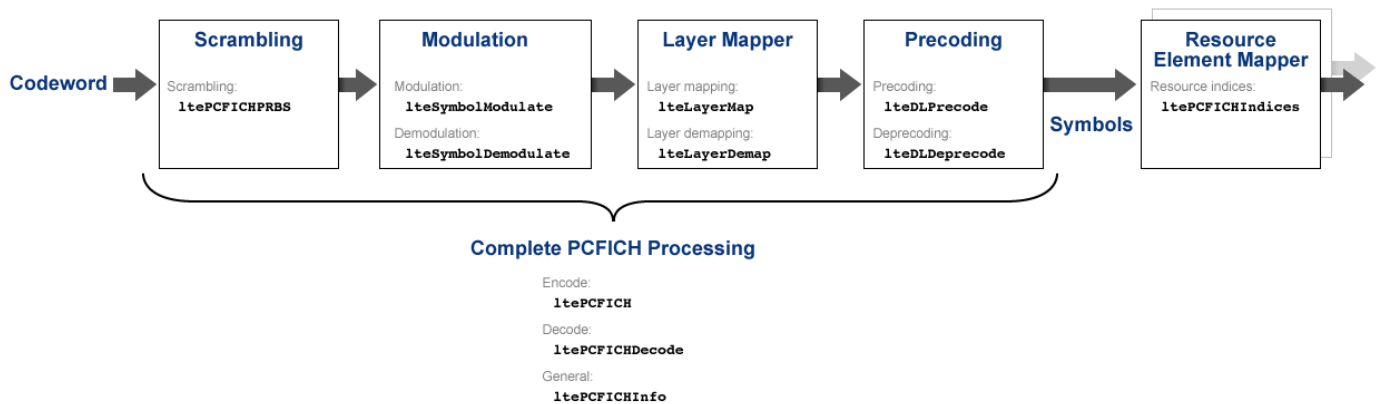 Codeword
Scrambling
Scrambling:
ltePCFICHPRBS
Modulation
Modulation:
lteSymbolModulate
Demodulation:
lteSymbolDemodulate
Layer Mapper
Layer mapping:
lteLayerMap
Layer demapping:
lteLayerDemap
Precoding
Precoding:
lteDLPrecode
Deprecoding:
lteDLDeprecode
Symbols
Resource
Element Mapper
Resource indices:
ltePCFICHIndices
Complete PCFICH Processing
Encode:
ltePCFICH
Decode:
ltePCFICHDecode
General:
ltePCFICHInfo